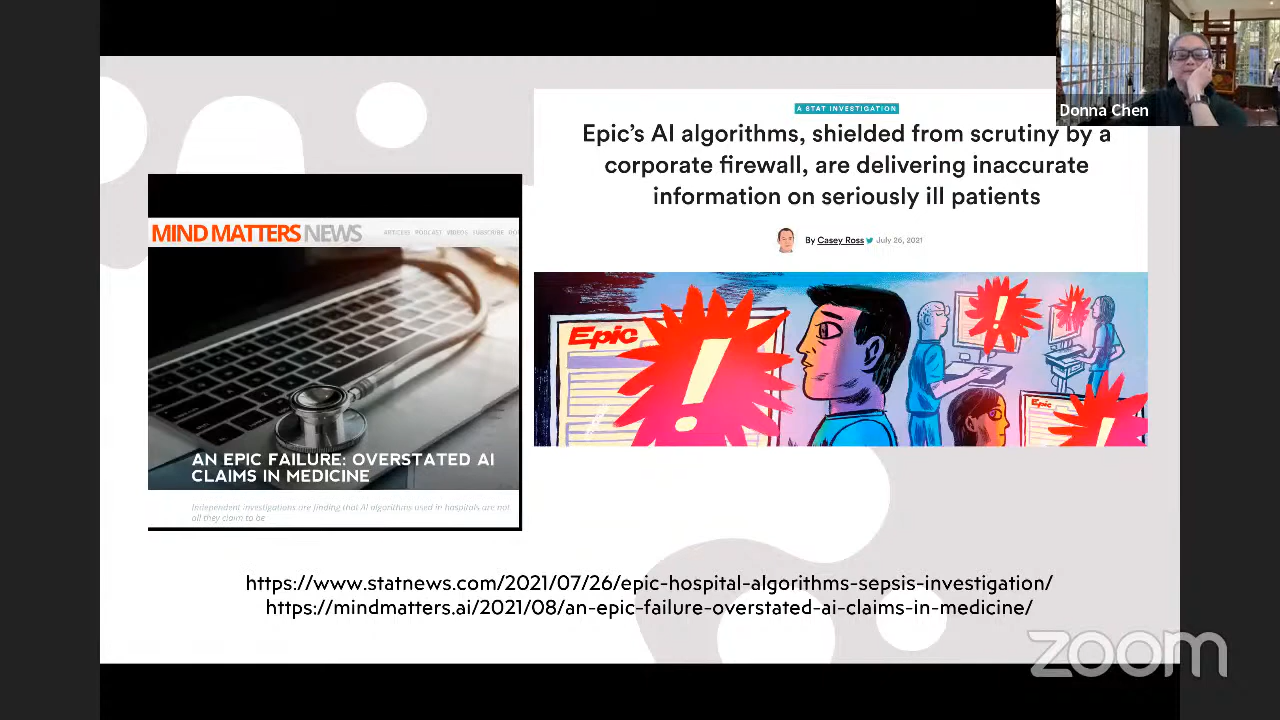 Donna Chen
A STAT INVESTIGATION
Epic's AI algorithms, shielded from scrutiny by a
corporate firewall, are delivering inaccurate
information on seriously ill patients
By Casey Ross July 26, 2021
Epic
Epic
MIND MATTERS NEWS
ARTICLES PODCAST VIDEOS SUBSCRIBE
AN EPIC FAILURE: OVERSTATED AI
CLAIMS IN MEDICINE
Independent investigations are finding that AI algorithms used in hospitals are not
all they claim to be
https://www.statnews.com/2021/07/26/epic-hospital-algorithms-sepsis-investigation/
https://mindmatters.ai/2021/08/an-epic-failure-overstated-ai-claims-in-medicine/
zoom